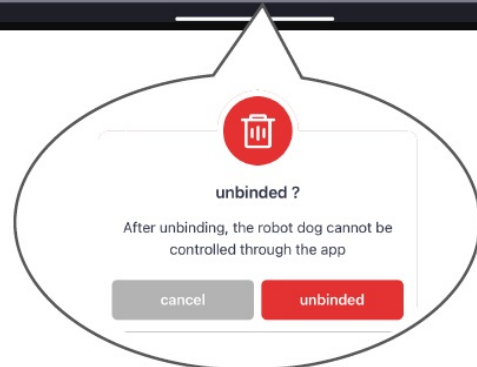 unbinded ?
After unbinding, the robot dog cannot be
controlled through the app
cancel
unbinded